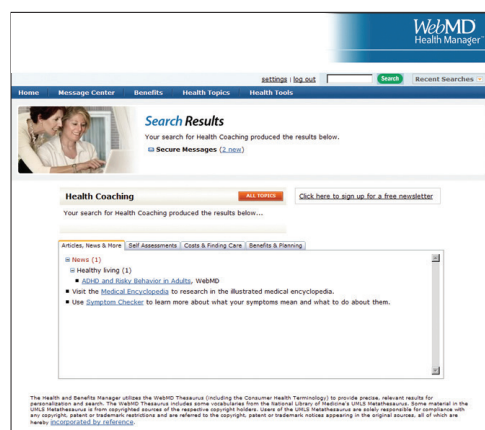 WebMD
Health Manager
settings | log out Search Recent Searches
Home Message Center Benefits Health Topics Health Tools
Search Results
Your search for Health Coaching produced the results below.
Secure Messages (2 new)
Health Coaching ALL TOPICS Click here to sign up for a free newsletter
Your search for Health Coaching produced the results below...
Articles, News & More Self Assessments Costs & Finding Care Benefits & Planning
News (1)
Healthy living (1)
ADHD and Risky Behavior in Adults, WebMD
Visit the Medical Encyclopedia to research in the illustrated medical encyclopedia.
Use Symptom Checker to learn more about what your symptoms mean and what to do about them.
The Health and Benefits Manager utilizes the WebMD Thesaurus (including the Consumer Health Terminology) to provide precise, relevant results for
personalization and search. The WebMD Thesaurus includes some vocabularies from the National Library of Medicine's UMLS Metathesaurus. Some material in the
UMLS Metathesaurus is from copyrighted sources of the respective copyright holders. Users of the UMLS Metathesaurus are solely responsible for compliance with
any copyright, patent or trademark restrictions and are referred to the copyright, patent or trademark notices appearing in the original sources, all of which are
hereby incorporated by reference.